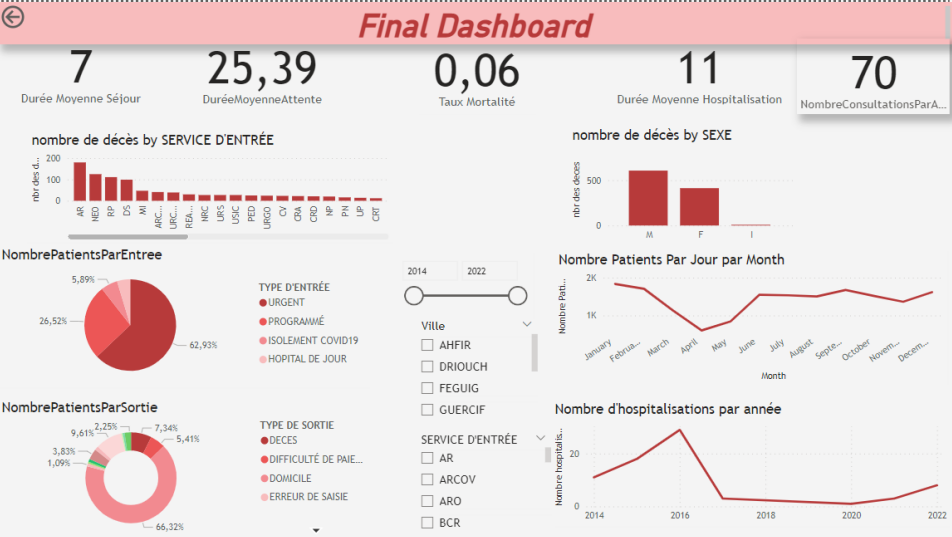 Final Dashboard
7
Durée Moyenne Séjour
25,39
DuréeMoyenneAttente
0,06
Taux Mortalité
11
Durée Moyenne Hospitalisation
70
NombreConsultationsParA...
nombre de décès by SERVICE D'ENTRÉE
nbr des d...
200
100
0
AR
NED
RP
DS
MI
ARC...
URC...
REA...
NRC
URS
USIC
PED
URGO
CV
CRA
CRD
NP
PN
UP
CRT
nombre de décès by SEXE
nbr des deces
500
0
M
F
I
NombrePatientsParEntree
5,89%
26,52%
62,93%
TYPE D'ENTRÉE
URGENT
PROGRAMMÉ
ISOLEMENT COVID19
HOPITAL DE JOUR
2014
2022
Ville
AHFIR
DRIOUCH
FEGUIG
GUERCIF
Nombre Patients Par Jour par Month
Nombre Pati...
2K
1K
January
Februa...
March
April
May
June
July
August
Septe...
October
Novem...
Decem...
Month
NombrePatientsParSortie
2,25%
9,61%
3,83%
1,09%
7,34%
5,41%
66,32%
TYPE DE SORTIE
DECES
DIFFICULTÉ DE PAIE...
DOMICILE
ERREUR DE SAISIE
SERVICE D'ENTRÉE
AR
ARCOV
ARO
BCR
Nombre d'hospitalisations par année
Nombre hospitalis...
20
0
2014
2016
2018
2020
2022